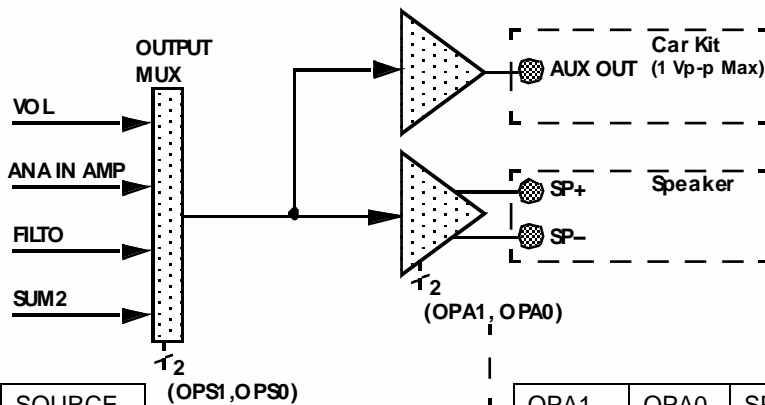 OUTPUT
MUX
VOL
ANA IN AMP
FILTO
SUM2
2
(OPS1,OPS0)
Car Kit
AUX OUT (1 Vp-p Max)
SP+
Speaker
SP–
2
(OPA1, OPA0)
SOURCE
OPA1
OPA0